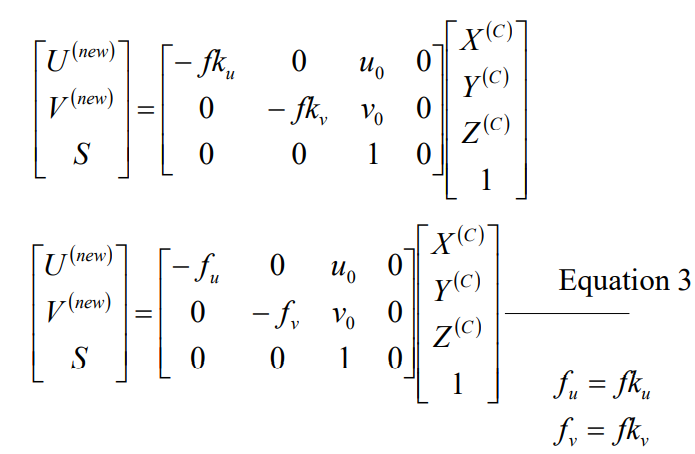 [U^(new) V^(new) S] = [-fk_u 0 u_0 0; 0 -fk_v v_0 0; 0 0 1 0] [X^(C) Y^(C) Z^(C) 1]
[U^(new) V^(new) S] = [-f_u 0 u_0 0; 0 -f_v v_0 0; 0 0 1 0] [X^(C) Y^(C) Z^(C) 1]
Equation 3
f_u = fk_u
f_v = fk_v